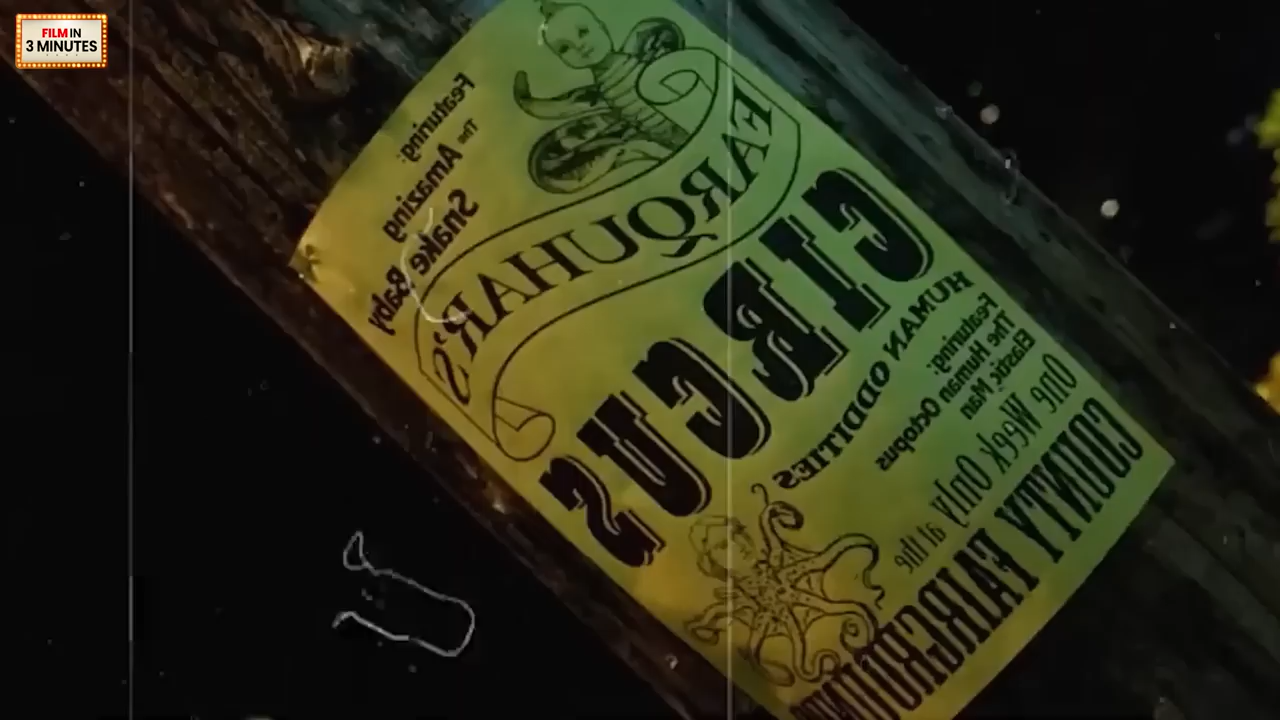 FILM IN
3 MINUTES
Featuring:
The Amazing
Snake Baby
FARQUHAR'S
CIRCUS
HUMAN ODDITIES
Featuring:
The Human Octopus
Elastic Man
One Week Only at the
COUNTY FAIRGROUNDS